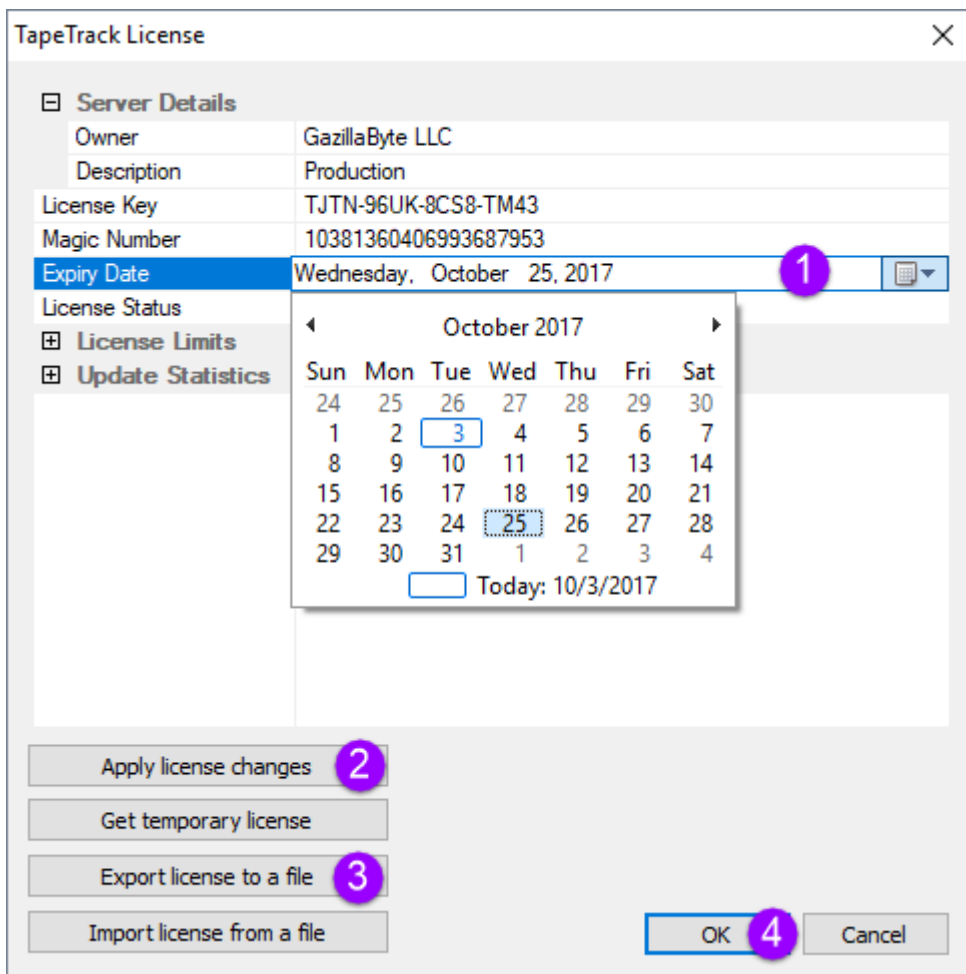 TapeTrack License
Server Details
Owner GazillaByte LLC
Description Production
License Key TJTN-96UK-8CS8-TM43
Magic Number 10381360406993687953
Expiry Date Wednesday, October 25, 2017 1
License Status
License Limits
Update Statistics
October 2017
Sun Mon Tue Wed Thu Fri Sat
24 25 26 27 28 29 30
1 2 3 4 5 6 7
8 9 10 11 12 13 14
15 16 17 18 19 20 21
22 23 24 25 26 27 28
29 30 31 1 2 3 4
Today: 10/3/2017
Apply license changes 2
Get temporary license
Export license to a file 3
Import license from a file
OK 4 Cancel